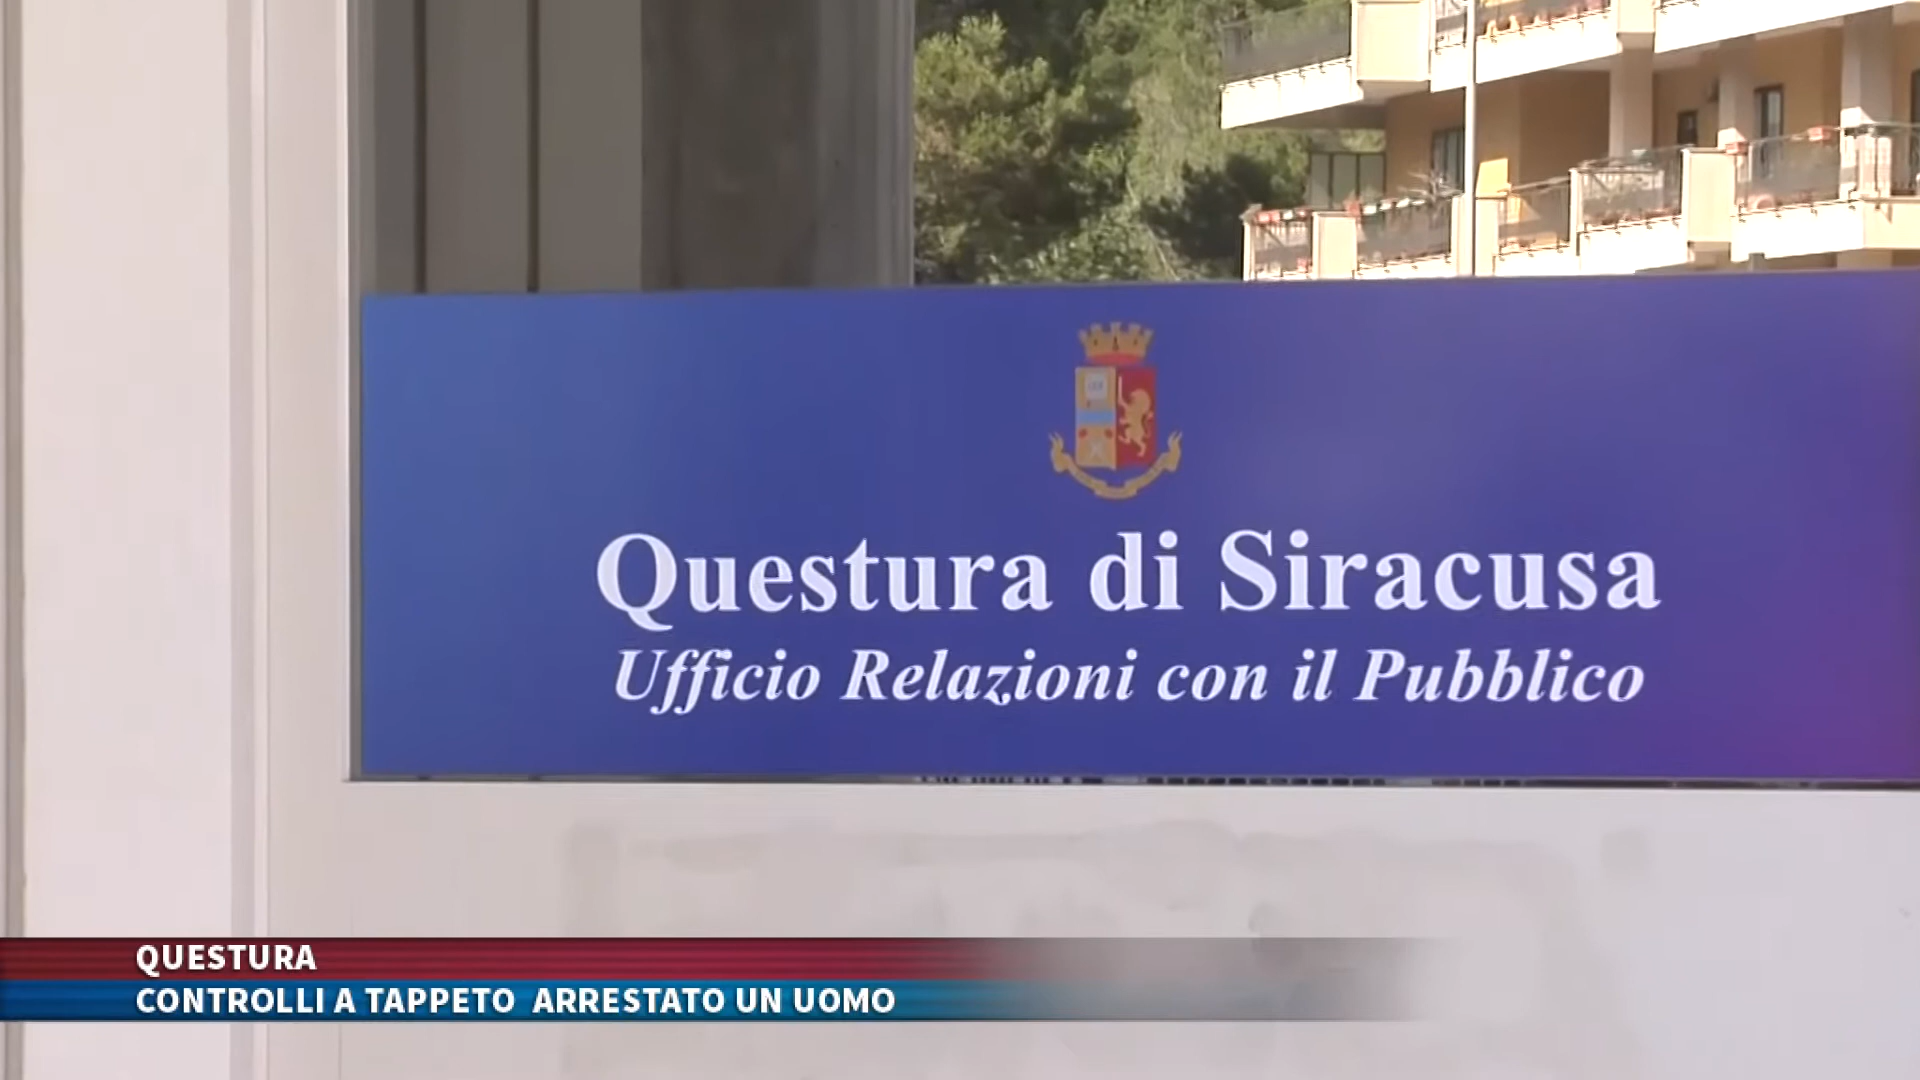 Questura di Siracusa
Ufficio Relazioni con il Pubblico
QUESTURA
CONTROLLI A TAPPETO ARRESTATO UN UOMO